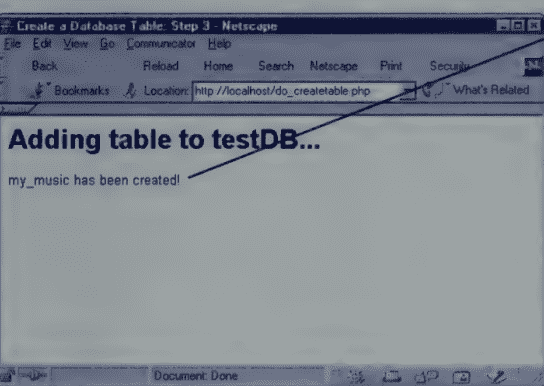 Create a Database Table: Step 3 - Netscape
File Edit View Go Communicator Help
Back Reload Home Search Netscape Print Security
Bookmarks Location: http://localhost/do_createtable.php What's Related
Adding table to testDB...
my_music has been created!
Document: Done